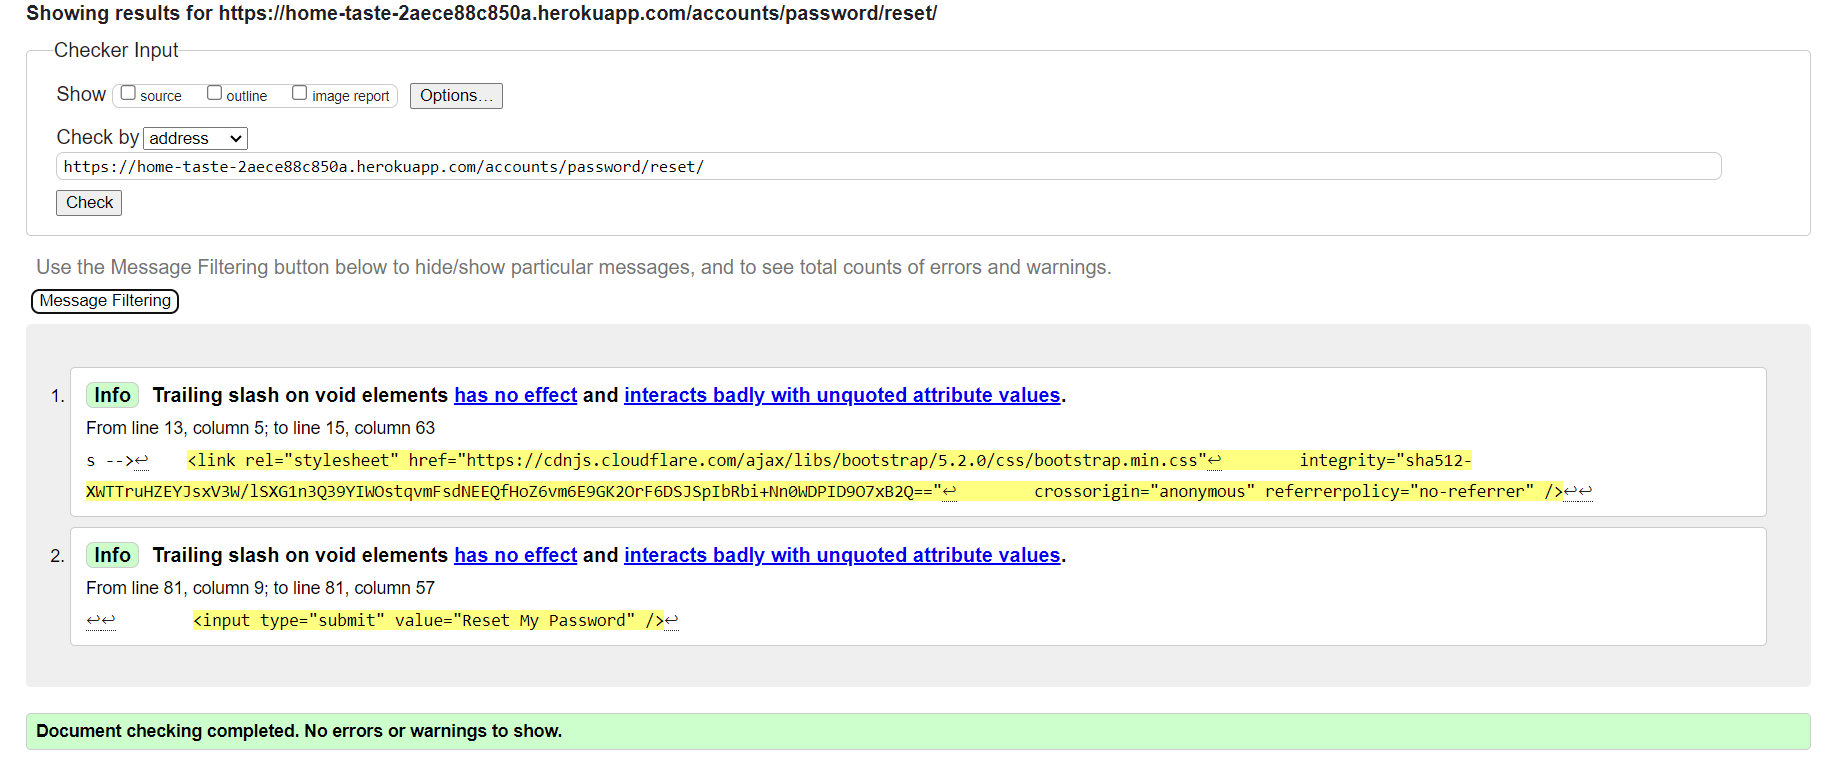 Showing results for https://home-taste-2aece88c850a.herokuapp.com/accounts/password/reset/
Checker Input
Show source outline image report Options...
Check by address
https://home-taste-2aece88c850a.herokuapp.com/accounts/password/reset/
Check
Use the Message Filtering button below to hide/show particular messages, and to see total counts of errors and warnings.
Message Filtering
1. Info Trailing slash on void elements has no effect and interacts badly with unquoted attribute values.
From line 13, column 5; to line 15, column 63
s -->↩ <link rel="stylesheet" href="https://cdnjs.cloudflare.com/ajax/libs/bootstrap/5.2.0/css/bootstrap.min.css"↩ integrity="sha512-
XWTTruHZEYJsxV3W/lSXG1n3Q39YIWOstqvmFsdNEEQfHoZ6vm6E9GK2OrF6DSJSpIbRbi+Nn0WDPID9O7xB2Q=="↩ crossorigin="anonymous" referrerpolicy="no-referrer" />↩↩
2. Info Trailing slash on void elements has no effect and interacts badly with unquoted attribute values.
From line 81, column 9; to line 81, column 57
↩↩ <input type="submit" value="Reset My Password" />↩
Document checking completed. No errors or warnings to show.